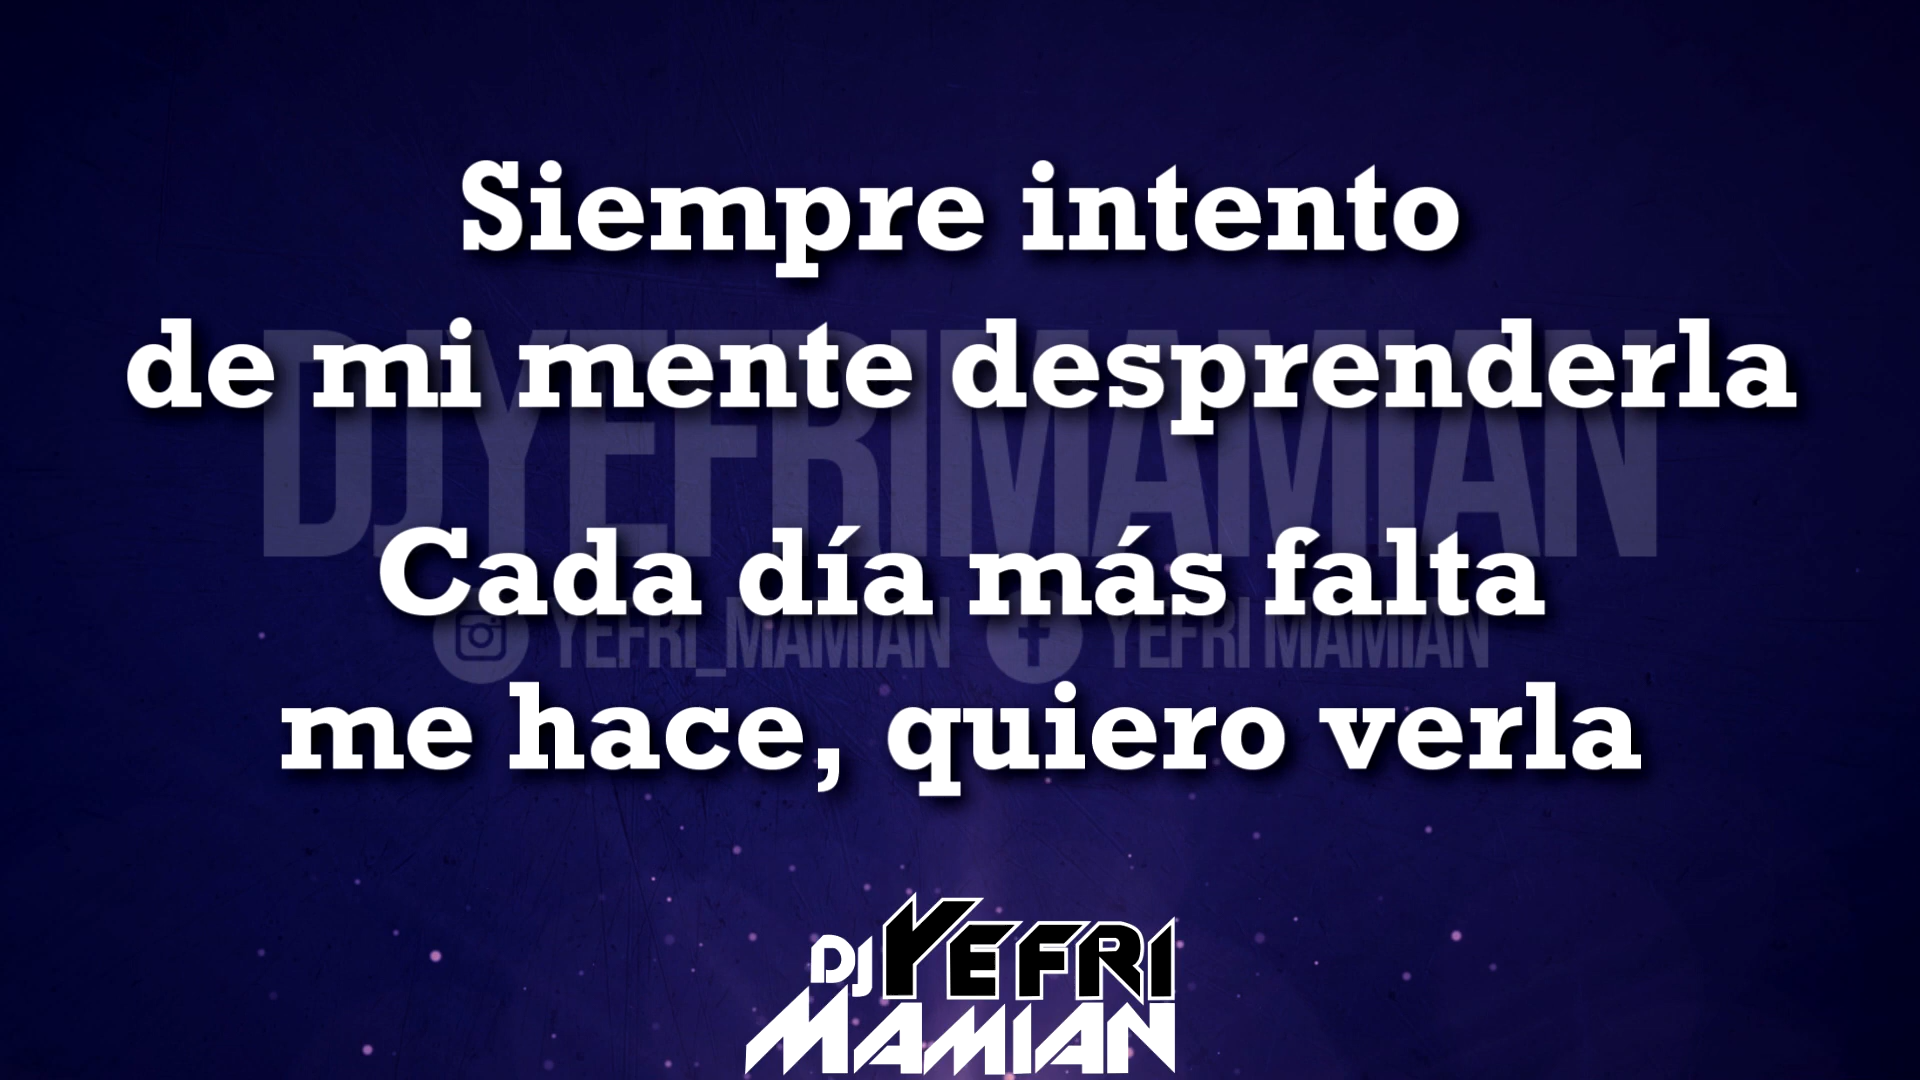 Siempre intento
de mi mente desprenderla
DJYEFRIMAMIAN
Cada día más falta
YEFRI_MAMIAN YEFRI MAMIAN
me hace, quiero verla
DJ YEFRI
MAMIAN